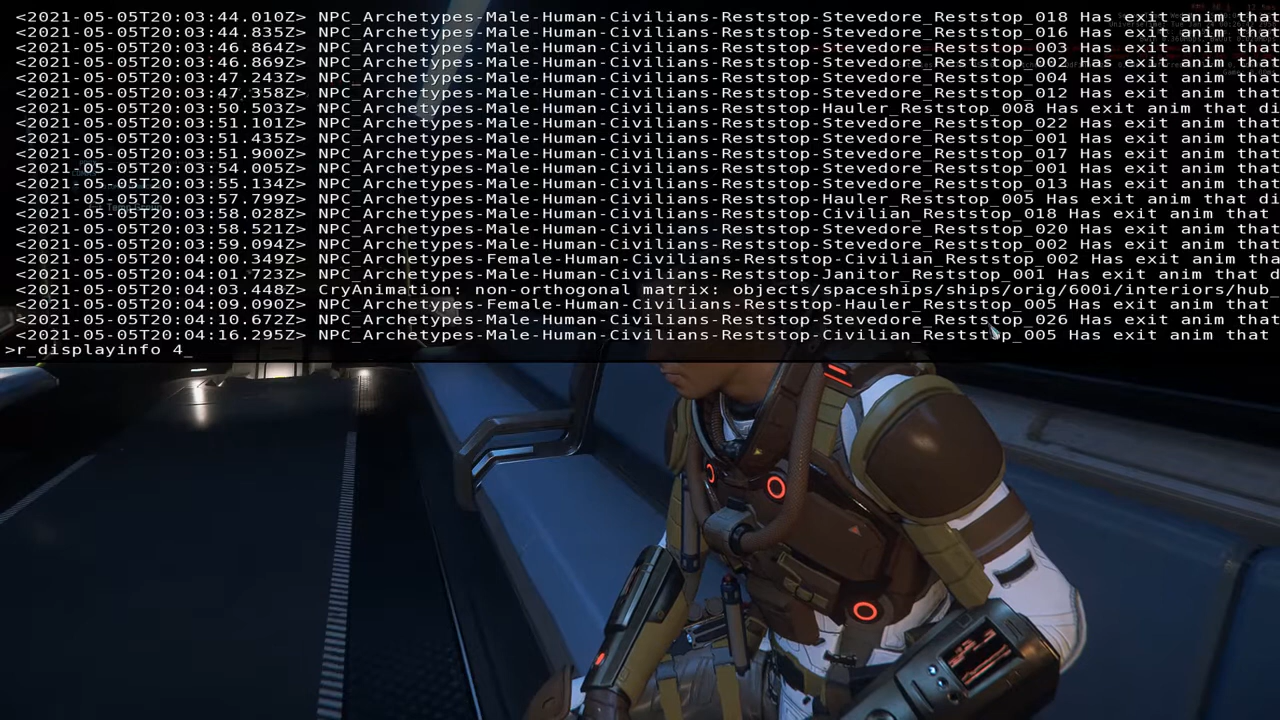 <2021-05-05T20:03:44.010Z> NPC_Archetypes-Male-Human-Civilians-Reststop-Stevedore_Reststop_018 Has exit anim that
<2021-05-05T20:03:44.835Z> NPC_Archetypes-Male-Human-Civilians-Reststop-Stevedore_Reststop_016 Has exit anim that
<2021-05-05T20:03:46.864Z> NPC_Archetypes-Male-Human-Civilians-Reststop-Stevedore_Reststop_003 Has exit anim that
<2021-05-05T20:03:46.869Z> NPC_Archetypes-Male-Human-Civilians-Reststop-Stevedore_Reststop_002 Has exit anim that
<2021-05-05T20:03:47.243Z> NPC_Archetypes-Male-Human-Civilians-Reststop-Stevedore_Reststop_004 Has exit anim that
<2021-05-05T20:03:47.358Z> NPC_Archetypes-Male-Human-Civilians-Reststop-Stevedore_Reststop_012 Has exit anim that
<2021-05-05T20:03:50.503Z> NPC_Archetypes-Male-Human-Civilians-Reststop-Hauler_Reststop_008 Has exit anim that di
<2021-05-05T20:03:51.101Z> NPC_Archetypes-Male-Human-Civilians-Reststop-Stevedore_Reststop_022 Has exit anim that
<2021-05-05T20:03:51.435Z> NPC_Archetypes-Male-Human-Civilians-Reststop-Stevedore_Reststop_001 Has exit anim that
<2021-05-05T20:03:51.900Z> NPC_Archetypes-Male-Human-Civilians-Reststop-Stevedore_Reststop_017 Has exit anim that
<2021-05-05T20:03:54.005Z> NPC_Archetypes-Male-Human-Civilians-Reststop-Stevedore_Reststop_001 Has exit anim that
<2021-05-05T20:03:55.134Z> NPC_Archetypes-Male-Human-Civilians-Reststop-Stevedore_Reststop_013 Has exit anim that
<2021-05-05T20:03:57.799Z> NPC_Archetypes-Male-Human-Civilians-Reststop-Hauler_Reststop_005 Has exit anim that di
<2021-05-05T20:03:58.028Z> NPC_Archetypes-Male-Human-Civilians-Reststop-Civilian_Reststop_018 Has exit anim that
<2021-05-05T20:03:58.521Z> NPC_Archetypes-Male-Human-Civilians-Reststop-Stevedore_Reststop_020 Has exit anim that
<2021-05-05T20:03:59.094Z> NPC_Archetypes-Male-Human-Civilians-Reststop-Stevedore_Reststop_002 Has exit anim that
<2021-05-05T20:04:00.349Z> NPC_Archetypes-Female-Human-Civilians-Reststop-Civilian_Reststop_002 Has exit anim tha
<2021-05-05T20:04:01.723Z> NPC_Archetypes-Male-Human-Civilians-Reststop-Janitor_Reststop_001 Has exit anim that d
<2021-05-05T20:04:03.448Z> CryAnimation: non-orthogonal matrix: objects/spaceships/ships/orig/600i/interiors/hub_
<2021-05-05T20:04:09.090Z> NPC_Archetypes-Female-Human-Civilians-Reststop-Hauler_Reststop_005 Has exit anim that
<2021-05-05T20:04:10.672Z> NPC_Archetypes-Male-Human-Civilians-Reststop-Stevedore_Reststop_026 Has exit anim that
<2021-05-05T20:04:16.295Z> NPC_Archetypes-Male-Human-Civilians-Reststop-Civilian_Reststop_005 Has exit anim that
>r_displayinfo 4_